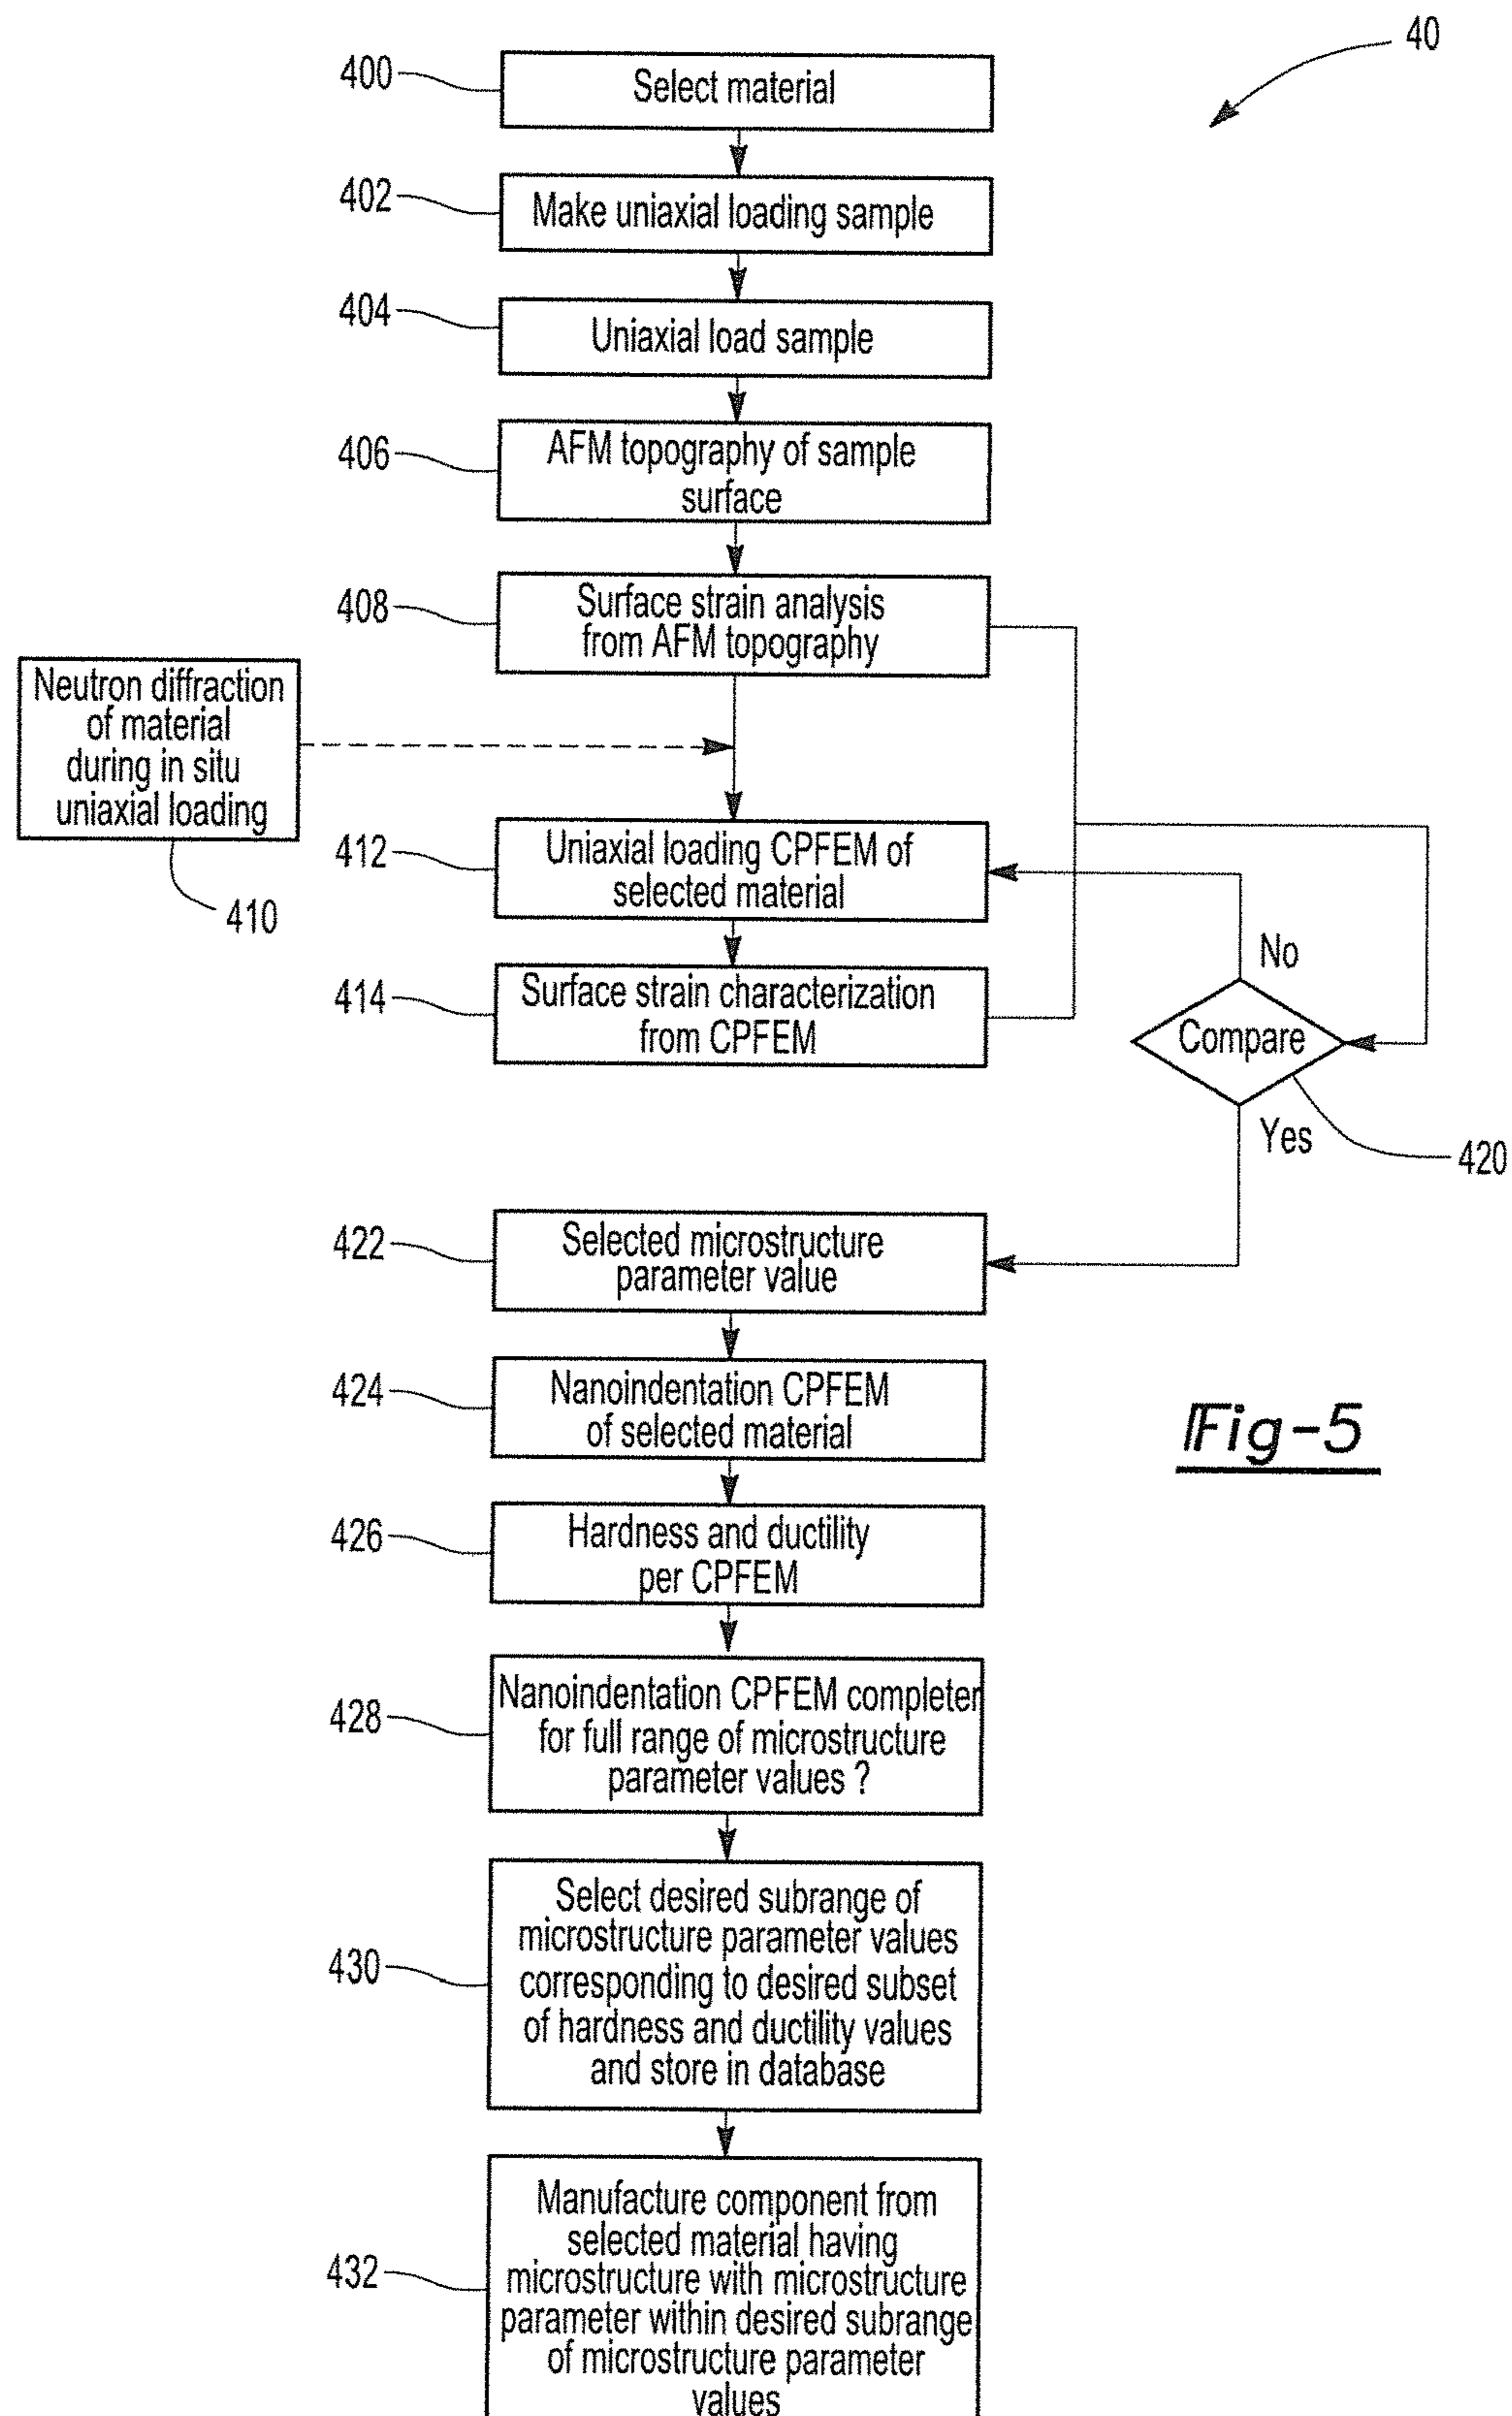 40
400
Select material
402
Make uniaxial loading sample
404
Uniaxial load sample
406
AFM topography of sample
surface
408
Surface strain analysis
from AFM topography
Neutron diffraction
of material
during in situ
uniaxial loading
410
412
Uniaxial loading CPFEM of
selected material
414
Surface strain characterization
from CPFEM
No
Compare
Yes
420
422
Selected microstructure
parameter value
424
Nanoindentation CPFEM
of selected material
Fig-5
426
Hardness and ductility
per CPFEM
428
Nanoindentation CPFEM completer
for full range of microstructure
parameter values ?
430
Select desired subrange of
microstructure parameter values
corresponding to desired subset
of hardness and ductility values
and store in database
432
Manufacture component from
selected material having
microstructure with microstructure
parameter within desired subrange
of microstructure parameter
values